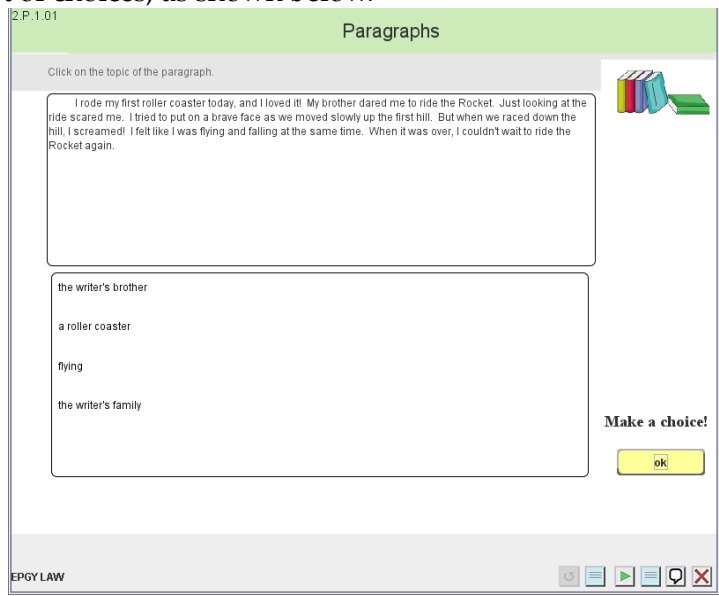 2.P.1.01
Paragraphs
Click on the topic of the paragraph.
I rode my first roller coaster today, and I loved it! My brother dared me to ride the Rocket. Just looking at the
ride scared me. I tried to put on a brave face as we moved slowly up the first hill. But when we raced down the
hill, I screamed! I felt like I was flying and falling at the same time. When it was over, I couldn't wait to ride the
Rocket again.
the writer's brother
a roller coaster
flying
the writer's family
Make a choice!
ok
EPGY LAW